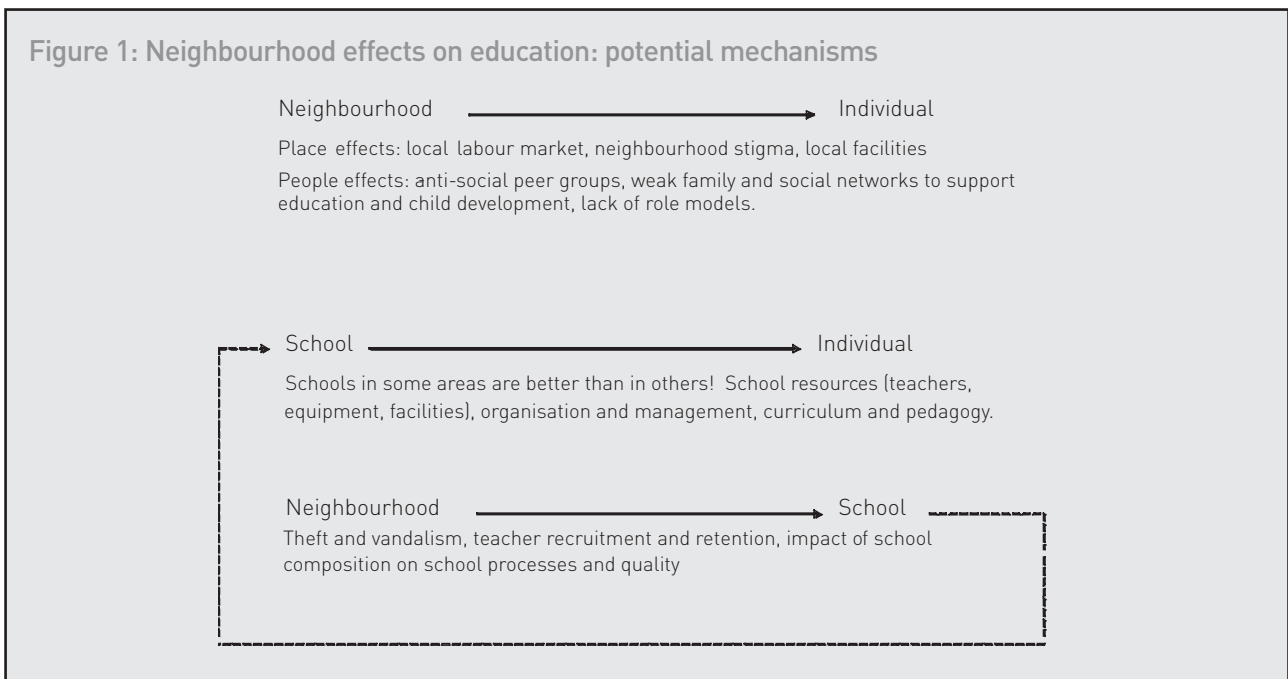 Figure 1: Neighbourhood effects on education: potential mechanisms
Neighbourhood Individual
Place effects: local labour market, neighbourhood stigma, local facilities
People effects: anti-social peer groups, weak family and social networks to support
education and child development, lack of role models.
School Individual
Schools in some areas are better than in others! School resources (teachers,
equipment, facilities), organisation and management, curriculum and pedagogy.
Neighbourhood School
Theft and vandalism, teacher recruitment and retention, impact of school
composition on school processes and quality